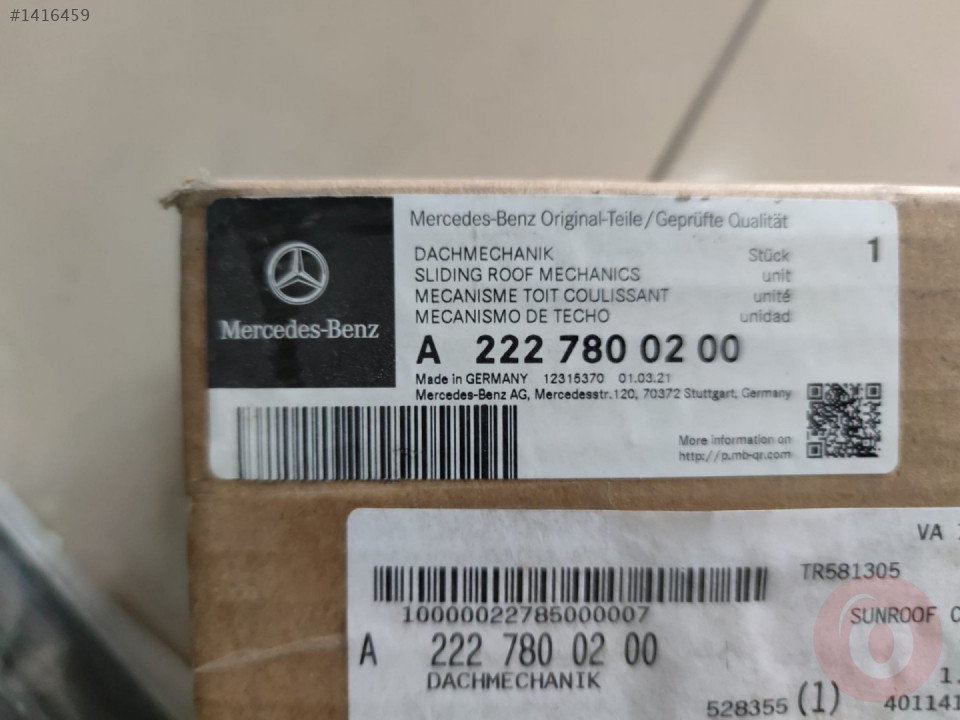 #1416459
Mercedes-Benz Original-Teile/Geprüfte Qualität
DACHMECHANIK Stück 1
SLIDING ROOF MECHANICS unit
MECANISME TOIT COULISSANT unité
MECANISMO DE TECHO unidad
Mercedes-Benz
A 222 780 02 00
Made in GERMANY 12315370 01.03.21
Mercedes-Benz AG, Mercedesstr.120, 70372 Stuttgart, Germany
More information on
http://p.mb-qr.com
VA
TR581305
10000022785000007
SUNROOF
A 222 780 02 00
DACHMECHANIK
528355 (1) 401141